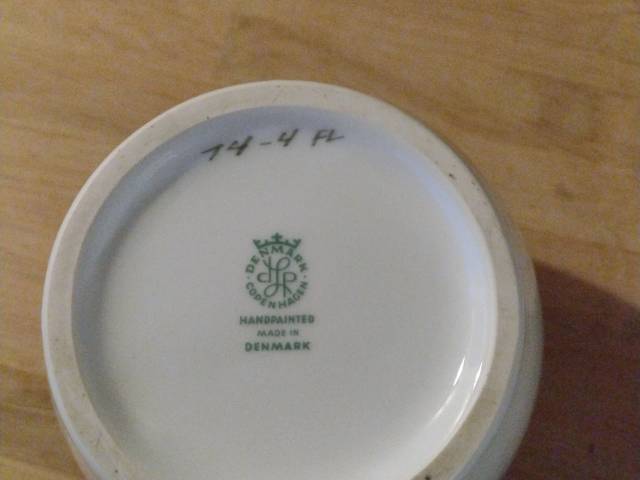 14-4 FL
DENMARK
COPENHAGEN
HANDPAINTED
MADE IN
DENMARK